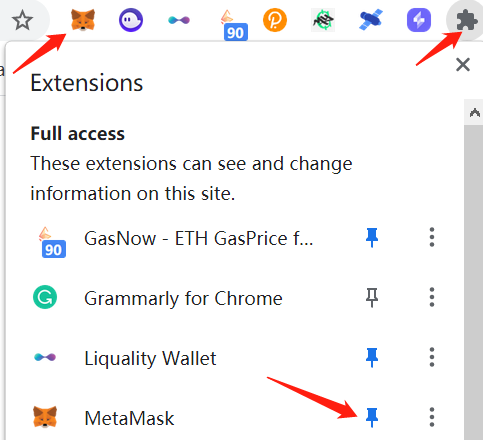 90
Extensions
Full access
These extensions can see and change
information on this site.
90
GasNow - ETH GasPrice f...
Grammarly for Chrome
Liquality Wallet
MetaMask